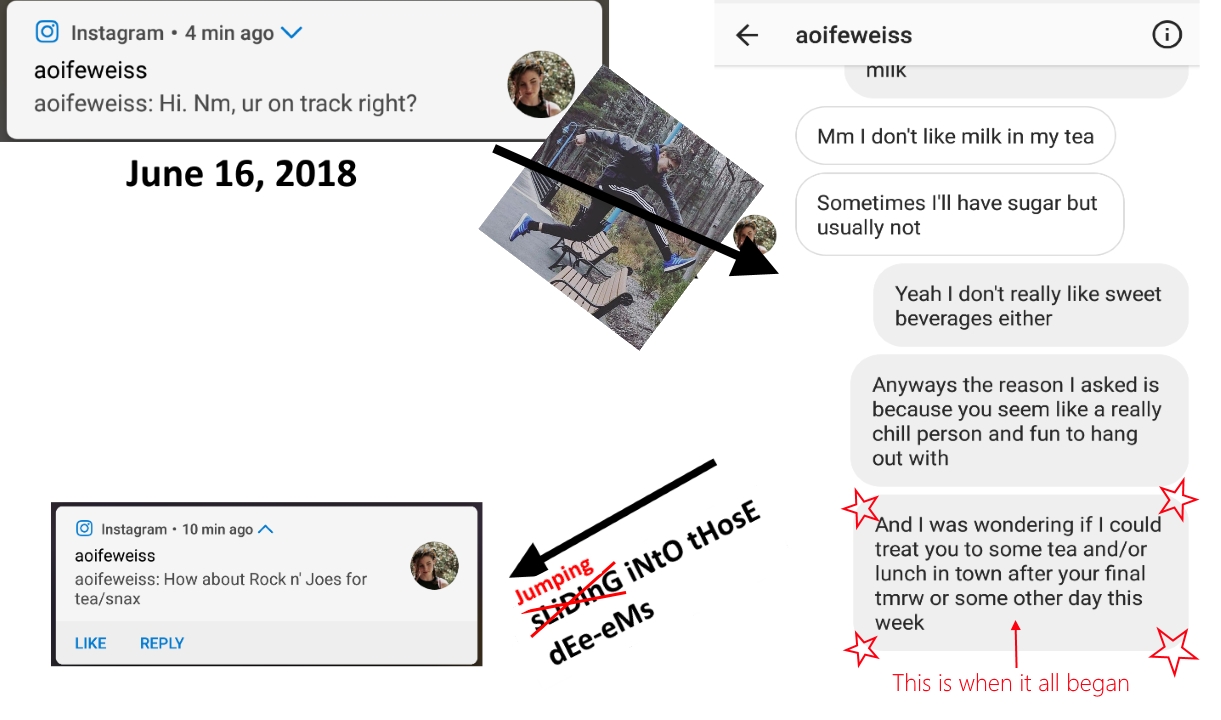 Instagram • 4 min ago
aoifeweiss
aoifeweiss: Hi. Nm, ur on track right?
June 16, 2018
aoifeweiss
milk
Mm I don't like milk in my tea
Sometimes I'll have sugar but
usually not
Yeah I don't really like sweet
beverages either
Anyways the reason I asked is
because you seem like a really
chill person and fun to hang
out with
And I was wondering if I could
treat you to some tea and/or
lunch in town after your final
tmrw or some other day this
week
This is when it all began
Jumping
sLiDInG iNtO tHosE
dEe-eMs
Instagram • 10 min ago
aoifeweiss
aoifeweiss: How about Rock n' Joes for
tea/snax
LIKE REPLY